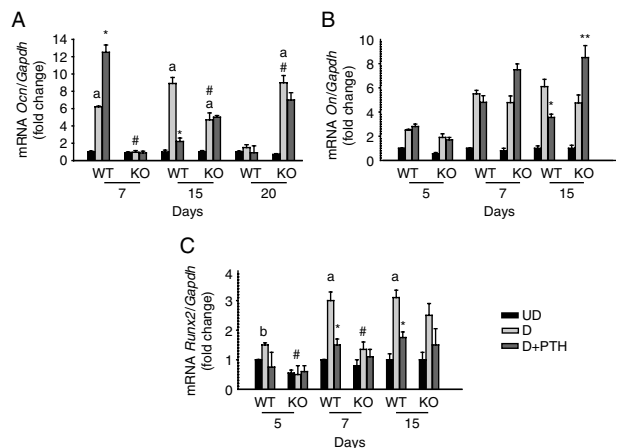 A
mRNA Ocn/Gapdh
(fold change)
14
12
10
8
6
4
2
0
a
*
#
a
*
#
a
a
#
WT KO WT KO WT KO
7 15 20
Days
B
mRNA On/Gapdh
(fold change)
10
8
6
4
2
0
*
**
WT KO WT KO WT KO
5 7 15
Days
C
mRNA Runx2/Gapdh
(fold change)
4
3
2
1
0
b
#
a
*
#
a
*
WT KO WT KO WT KO
5 7 15
Days
UD
D
D+PTH